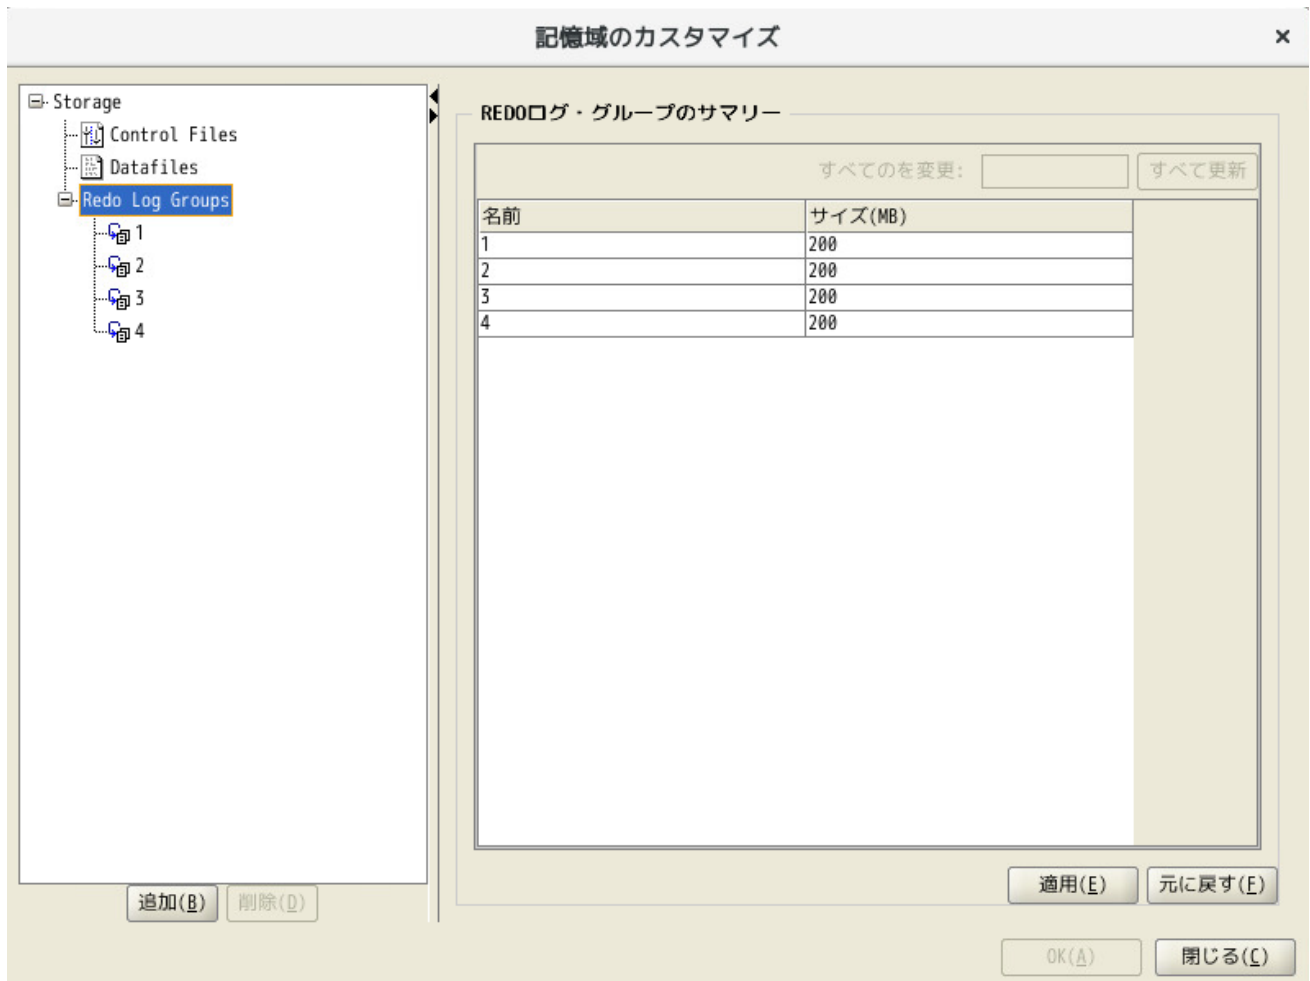 記憶域のカスタマイズ ×
Storage
Control Files
Datafiles
Redo Log Groups
1
2
3
4
追加(B) 削除(D)
REDOログ・グループのサマリー
すべてのを変更: すべて更新
名前 サイズ(MB)
1 200
2 200
3 200
4 200
適用(E) 元に戻す(F)
OK(A) 閉じる(C)